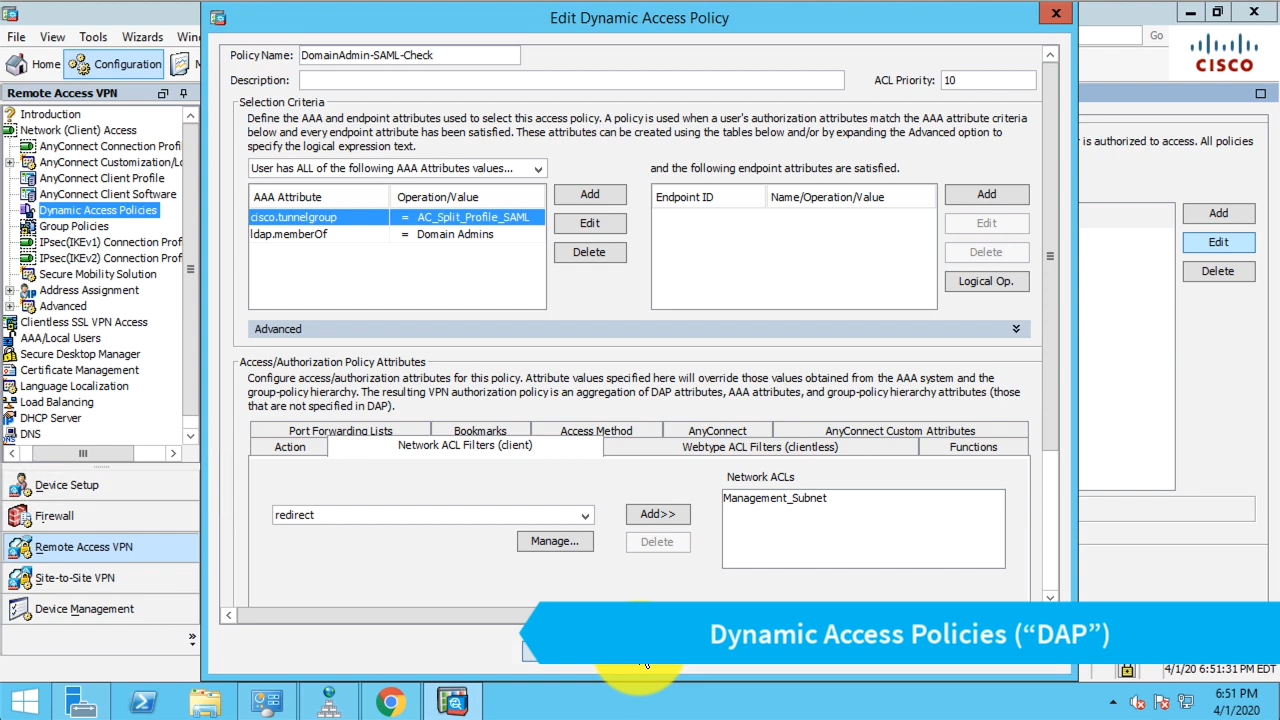 Edit Dynamic Access Policy
File View Tools Wizards
Home Configuration
Go
CISCO
Remote Access VPN
Introduction
Network (Client) Access
AnyConnect Connection Profi
AnyConnect Customization/Lo
AnyConnect Client Profile
AnyConnect Client Software
Dynamic Access Policies
Group Policies
IPsec(IKEv1) Connection Prof
IPsec(IKEv2) Connection Prof
Secure Mobility Solution
Address Assignment
Advanced
Clientless SSL VPN Access
AAA/Local Users
Secure Desktop Manager
Certificate Management
Language Localization
Load Balancing
DHCP Server
DNS
Device Setup
Firewall
Remote Access VPN
Site-to-Site VPN
Device Management
Policy Name: DomainAdmin-SAML-Check
Description:
ACL Priority: 10
Selection Criteria
Define the AAA and endpoint attributes used to select this access policy. A policy is used when a user's authorization attributes match the AAA attribute criteria
below and every endpoint attribute has been satisfied. These attributes can be created using the tables below and/or by expanding the Advanced option to
specify the logical expression text.
User has ALL of the following AAA Attributes values...
and the following endpoint attributes are satisfied.
AAA Attribute Operation/Value
cisco.tunnelgroup = AC_Split_Profile_SAML
ldap.memberOf = Domain Admins
Add
Edit
Delete
Endpoint ID Name/Operation/Value
Add
Edit
Delete
Logical Op.
Advanced
Access/Authorization Policy Attributes
Configure access/authorization attributes for this policy. Attribute values specified here will override those values obtained from the AAA system and the
group-policy hierarchy. The resulting VPN authorization policy is an aggregation of DAP attributes, AAA attributes, and group-policy hierarchy attributes (those
that are not specified in DAP).
Port Forwarding Lists Bookmarks Access Method AnyConnect AnyConnect Custom Attributes
Action Network ACL Filters (client) Webtype ACL Filters (clientless) Functions
Network ACLs
redirect
Add>>
Manage...
Delete
Management_Subnet
r is authorized to access. All policies
Add
Edit
Delete
Dynamic Access Policies (“DAP”)
4/1/20 6:51:31 PM EDT
6:51 PM
4/1/2020